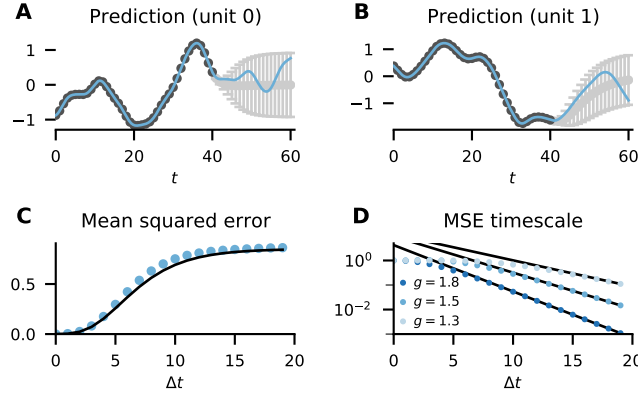 A Prediction (unit 0)
1
0
−1
0 20 40 60
t
B Prediction (unit 1)
1
0
−1
0 20 40 60
t
C Mean squared error
0.5
0.0
0 5 10 15 20
Δt
D MSE timescale
10⁰
10⁻²
g = 1.8
g = 1.5
g = 1.3
0 5 10 15 20
Δt